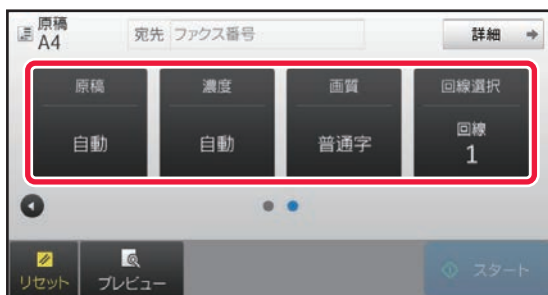 原稿
A4
宛先 ファクス番号
詳細
原稿 濃度 画質 回線選択
自動 自動 普通字 回線
1
リセット プレビュー スタート